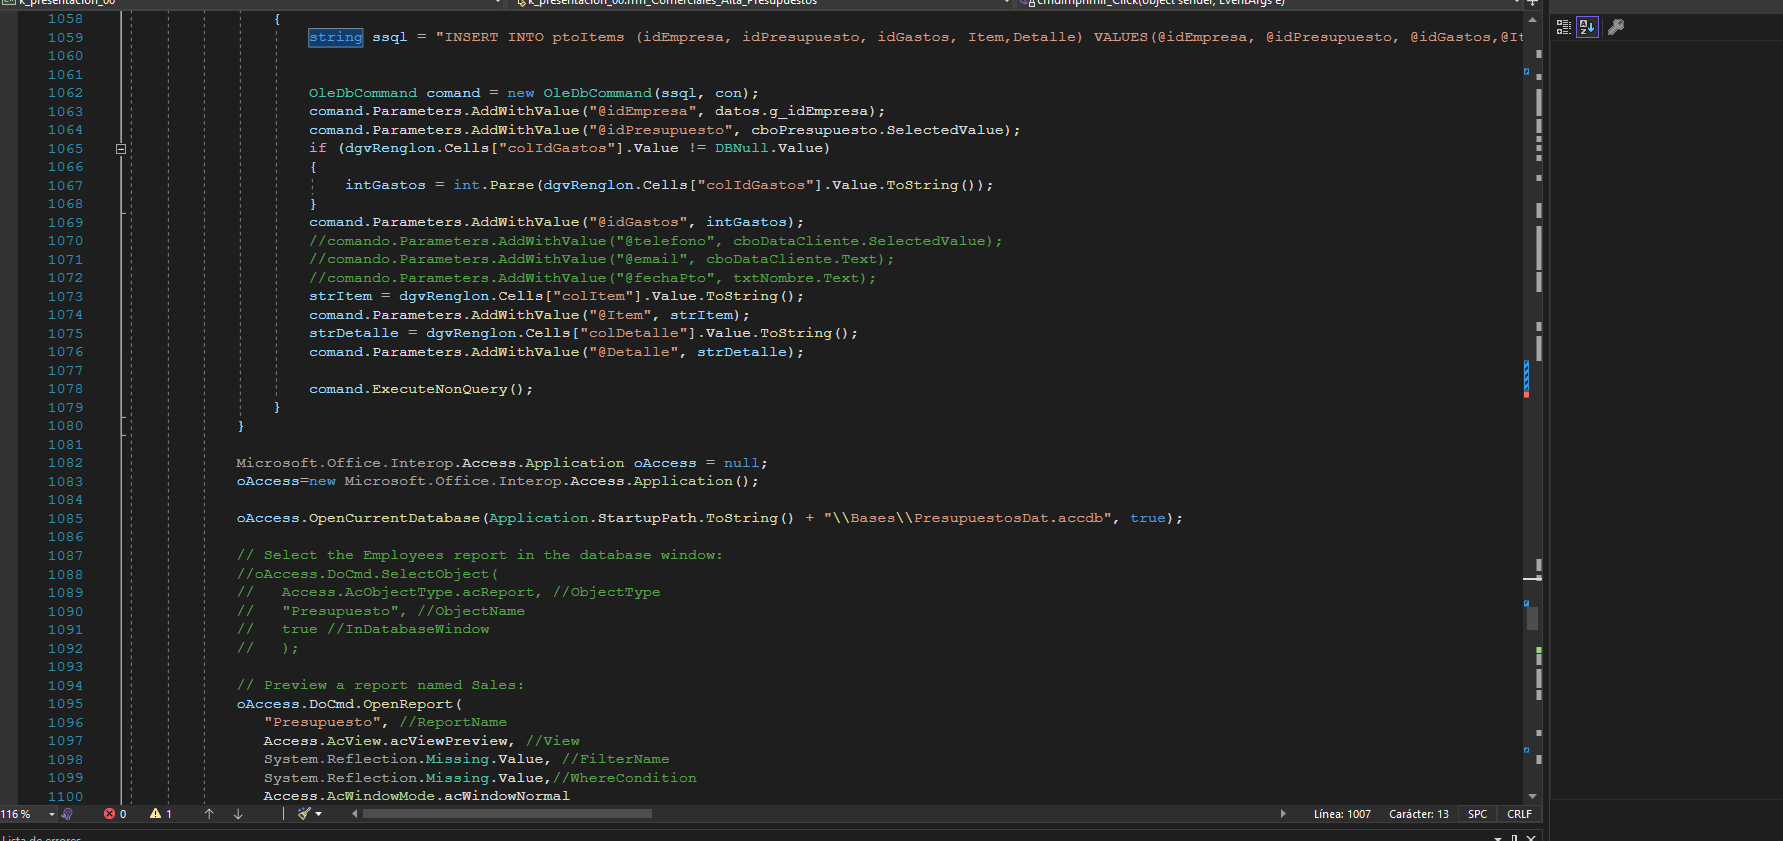 k_presentacion_00
k_presentacion_00.frm_Comerciales_Alta_Presupuestos
cmdImprimir_Click(object sender, EventArgs e)
1058 {
1059 string ssql = "INSERT INTO ptoItems (idEmpresa, idPresupuesto, idGastos, Item,Detalle) VALUES(@idEmpresa, @idPresupuesto, @idGastos,@It
1060
1061
1062 OleDbCommand comand = new OleDbCommand(ssql, con);
1063 comand.Parameters.AddWithValue("@idEmpresa", datos.g_idEmpresa);
1064 comand.Parameters.AddWithValue("@idPresupuesto", cboPresupuesto.SelectedValue);
1065 if (dgvRenglon.Cells["colIdGastos"].Value != DBNull.Value)
1066 {
1067 intGastos = int.Parse(dgvRenglon.Cells["colIdGastos"].Value.ToString());
1068 }
1069 comand.Parameters.AddWithValue("@idGastos", intGastos);
1070 //comando.Parameters.AddWithValue("@telefono", cboDataCliente.SelectedValue);
1071 //comando.Parameters.AddWithValue("@email", cboDataCliente.Text);
1072 //comando.Parameters.AddWithValue("@fechaPto", txtNombre.Text);
1073 strItem = dgvRenglon.Cells["colItem"].Value.ToString();
1074 comand.Parameters.AddWithValue("@Item", strItem);
1075 strDetalle = dgvRenglon.Cells["colDetalle"].Value.ToString();
1076 comand.Parameters.AddWithValue("@Detalle", strDetalle);
1077
1078 comand.ExecuteNonQuery();
1079 }
1080 }
1081
1082 Microsoft.Office.Interop.Access.Application oAccess = null;
1083 oAccess=new Microsoft.Office.Interop.Access.Application();
1084
1085 oAccess.OpenCurrentDatabase(Application.StartupPath.ToString() + "\\Bases\\PresupuestosDat.accdb", true);
1086
1087 // Select the Employees report in the database window:
1088 //oAccess.DoCmd.SelectObject(
1089 // Access.AcObjectType.acReport, //ObjectType
1090 // "Presupuesto", //ObjectName
1091 // true //InDatabaseWindow
1092 // );
1093
1094 // Preview a report named Sales:
1095 oAccess.DoCmd.OpenReport(
1096 "Presupuesto", //ReportName
1097 Access.AcView.acViewPreview, //View
1098 System.Reflection.Missing.Value, //FilterName
1099 System.Reflection.Missing.Value,//WhereCondition
1100 Access.AcWindowMode.acWindowNormal
116 % 0 1 Línea: 1007 Carácter: 13 SPC CRLF
Lista de errores